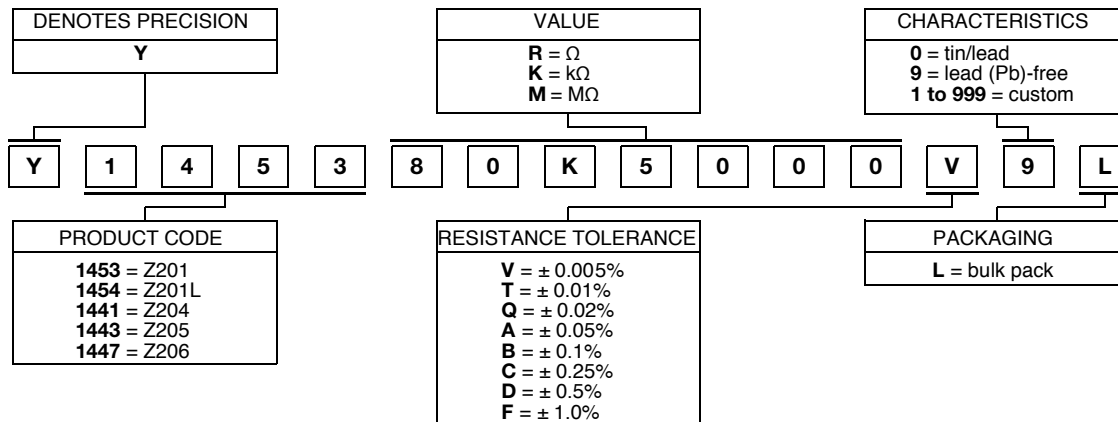 DENOTES PRECISION
Y
VALUE
R = Ω
K = kΩ
M = MΩ
CHARACTERISTICS
0 = tin/lead
9 = lead (Pb)-free
1 to 999 = custom
Y 1 4 5 3 8 0 K 5 0 0 0 V 9 L
PRODUCT CODE
1453 = Z201
1454 = Z201L
1441 = Z204
1443 = Z205
1447 = Z206
RESISTANCE TOLERANCE
V = ± 0.005%
T = ± 0.01%
Q = ± 0.02%
A = ± 0.05%
B = ± 0.1%
C = ± 0.25%
D = ± 0.5%
F = ± 1.0%
PACKAGING
L = bulk pack